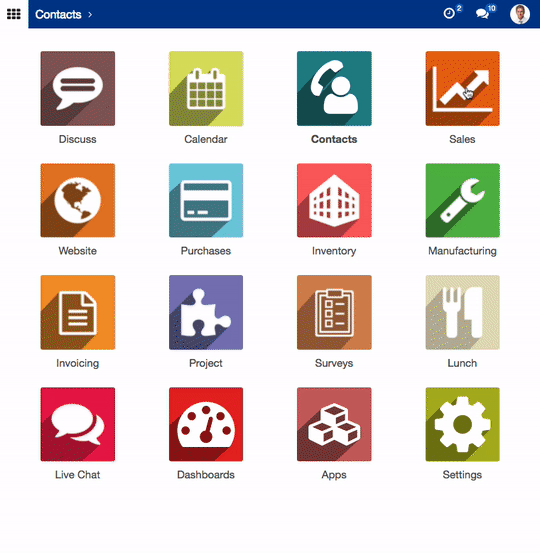 Contacts
2
10
Discuss
Calendar
Contacts
Sales
Website
Purchases
Inventory
Manufacturing
Invoicing
Project
Surveys
Lunch
Live Chat
Dashboards
Apps
Settings